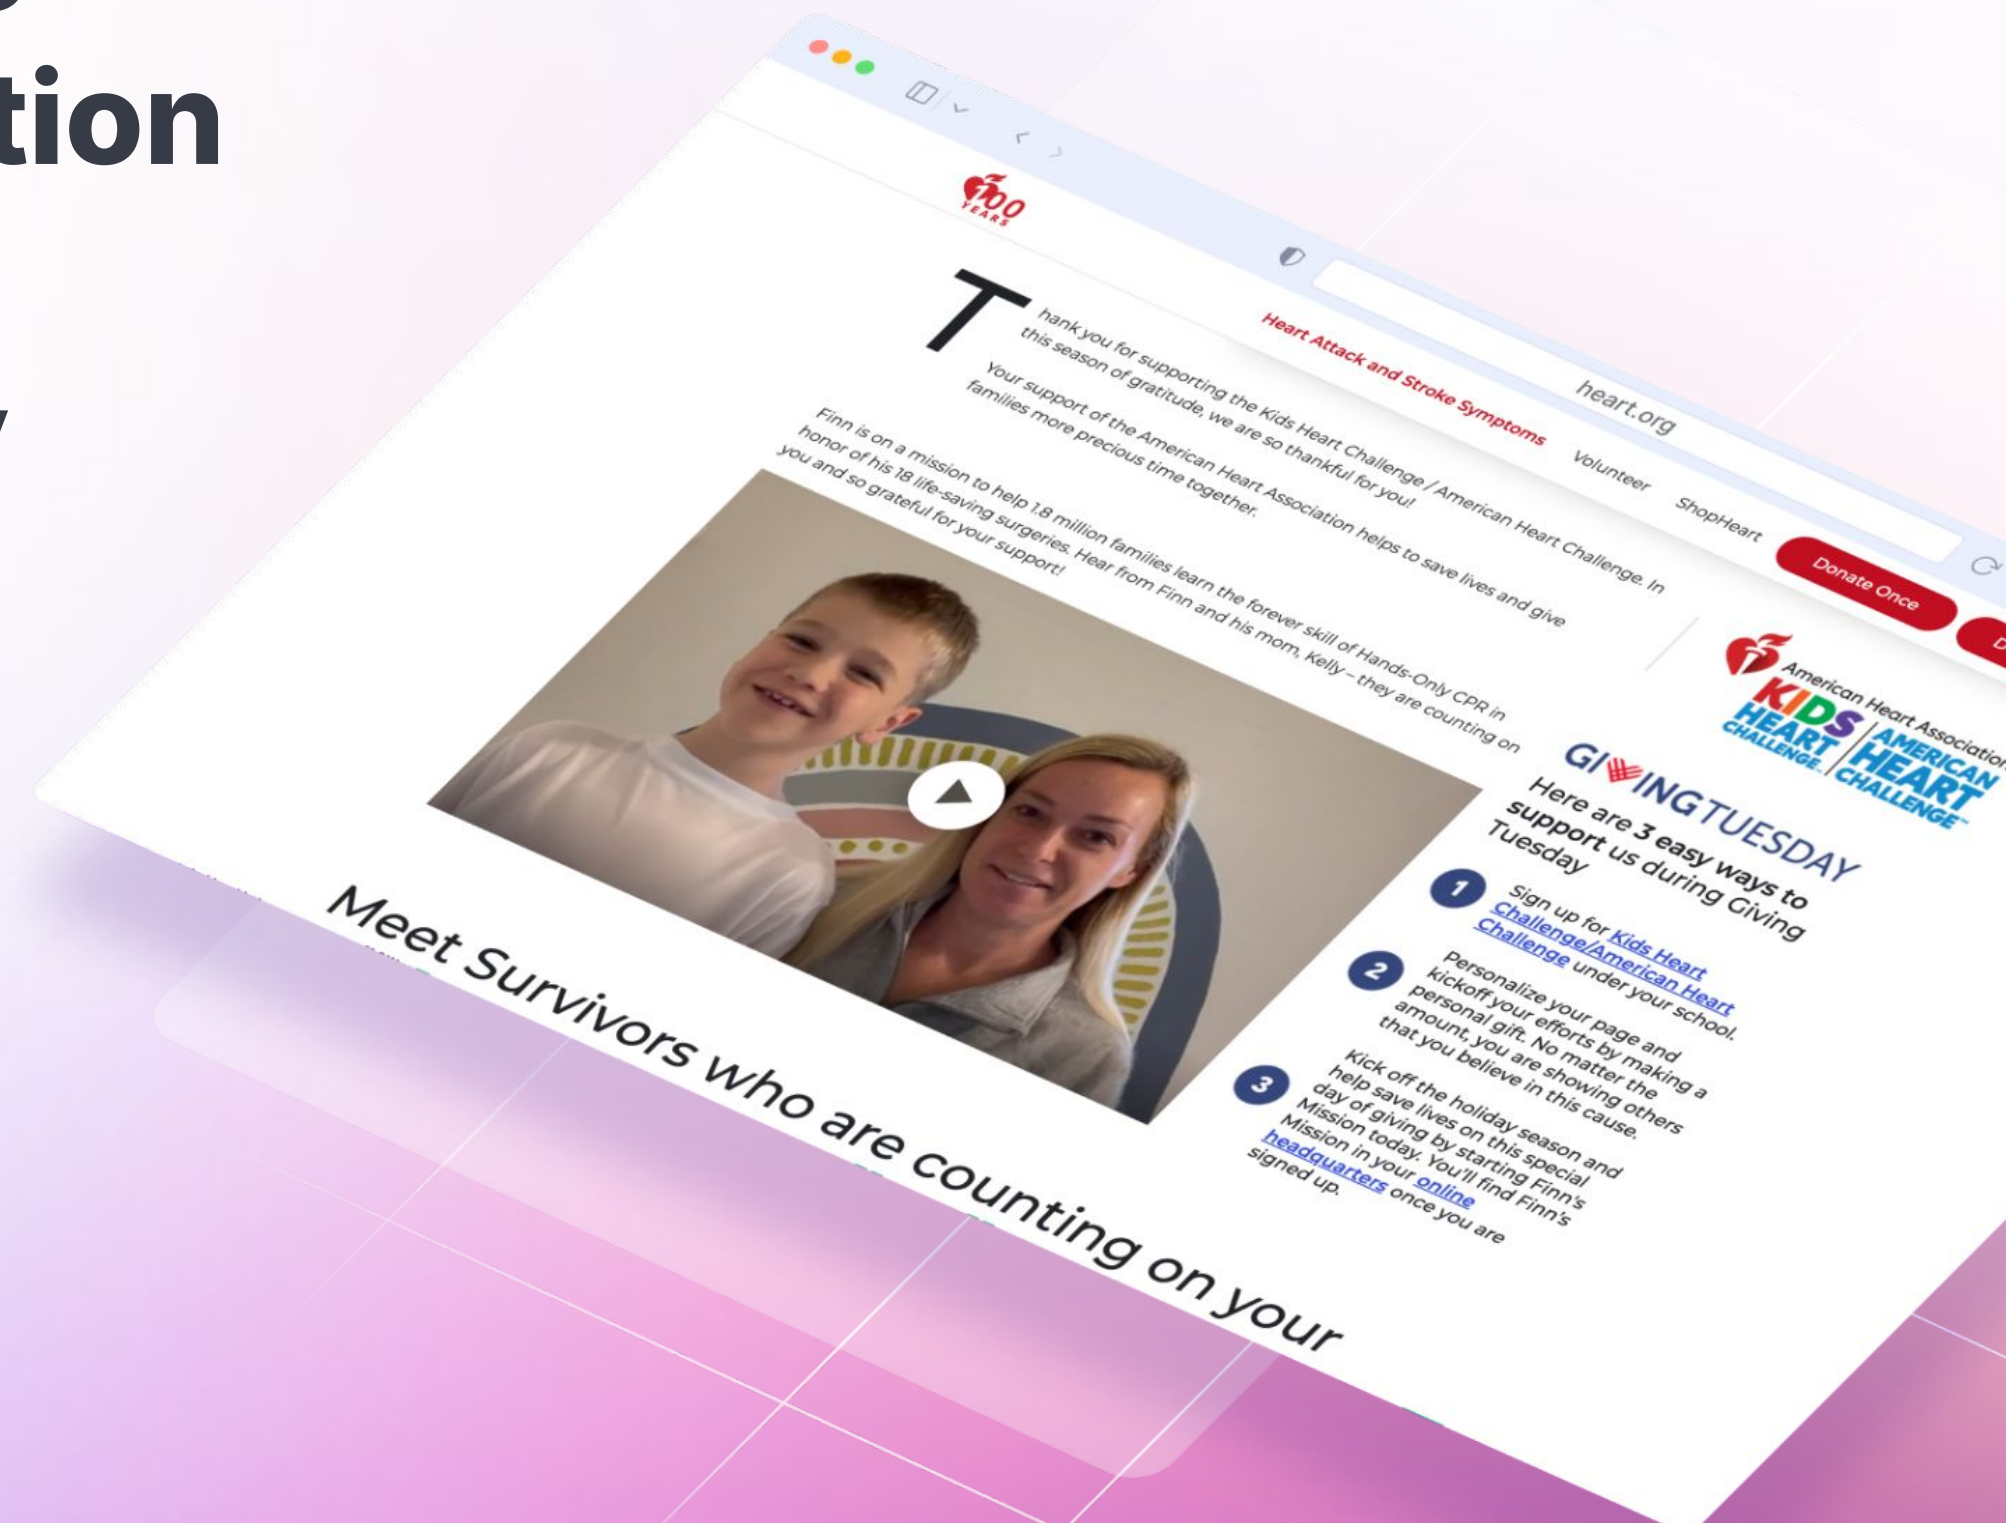 tion
100
YEARS
heart.org
Heart Attack and Stroke Symptoms
Volunteer
ShopHeart
Donate Once
Thank you for supporting the Kids Heart Challenge / American Heart Challenge. In
this season of gratitude, we are so thankful for you!
Your support of the American Heart Association helps to save lives and give
families more precious time together.
Finn is on a mission to help 1.8 million families learn the forever skill of Hands-Only CPR in
honor of his 18 life-saving surgeries. Hear from Finn and his mom, Kelly – they are counting on
you and so grateful for your support!
American Heart Association
KIDS
HEART
CHALLENGE™
AMERICAN
HEART
CHALLENGE™
GIVINGTUESDAY
Here are 3 easy ways to
support us during Giving
Tuesday
1
Sign up for Kids Heart
Challenge/American Heart
Challenge under your school.
2
Personalize your page and
kickoff your efforts by making a
personal gift. No matter the
amount, you are showing others
that you believe in this cause.
3
Kick off the holiday season and
help save lives on this special
day of giving by starting Finn's
Mission today. You'll find Finn's
Mission in your online
headquarters once you are
signed up.
Meet Survivors who are counting on your